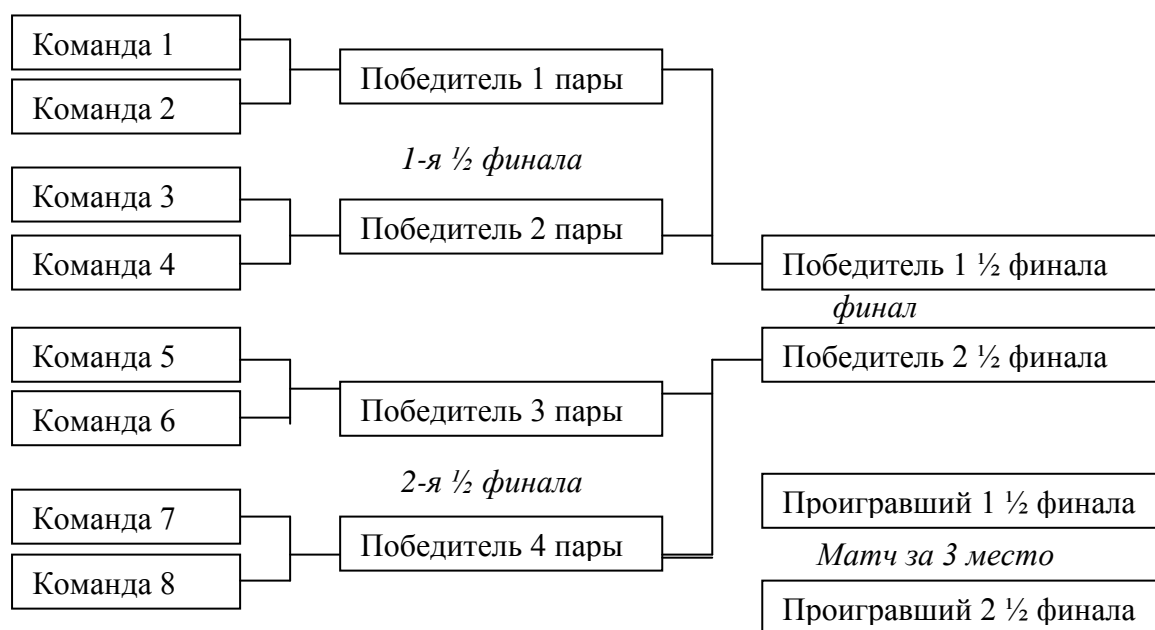 Команда 1
Команда 2
Команда 3
Команда 4
Команда 5
Команда 6
Команда 7
Команда 8
Победитель 1 пары
1-я ½ финала
Победитель 2 пары
Победитель 3 пары
2-я ½ финала
Победитель 4 пары
Победитель 1 ½ финала
финал
Победитель 2 ½ финала
Проигравший 1 ½ финала
Матч за 3 место
Проигравший 2 ½ финала